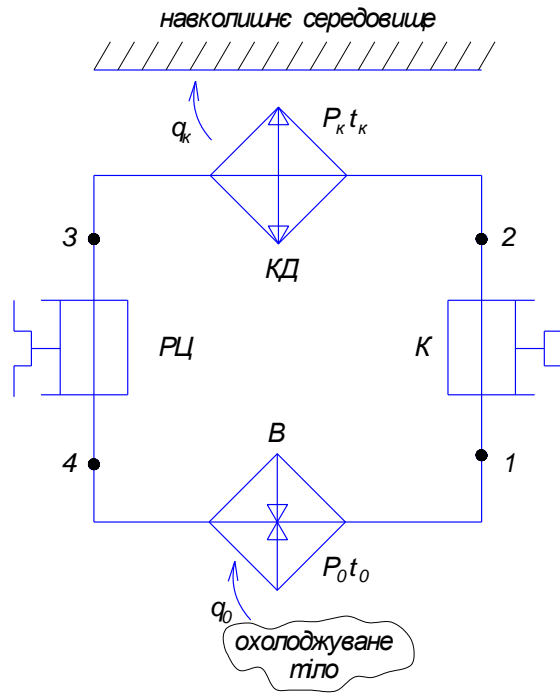 навколишнє середовище
qк
Pк tк
3
2
КД
РЦ
К
В
4
1
P0 t0
q0
охолоджуване
тіло